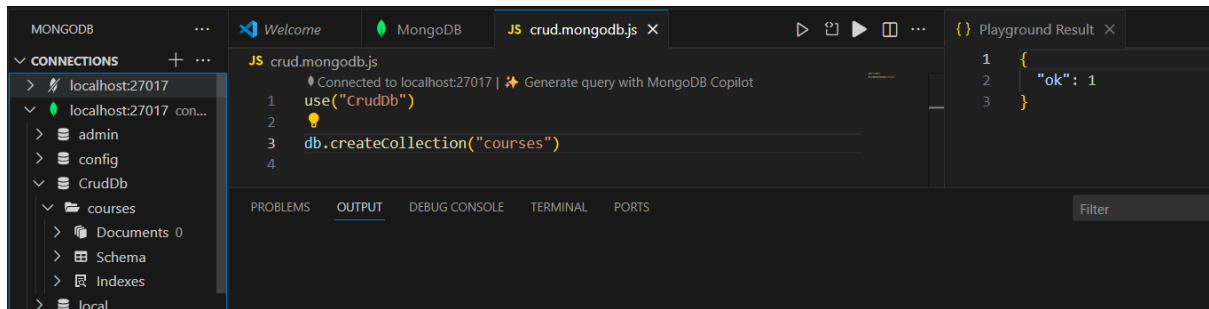 MONGODB
CONNECTIONS
localhost:27017
localhost:27017 con...
admin
config
CrudDb
courses
Documents 0
Schema
Indexes
local
Welcome
MongoDB
JS crud.mongodb.js
JS crud.mongodb.js
Connected to localhost:27017 | Generate query with MongoDB Copilot
1 use("CrudDb")
2
3 db.createCollection("courses")
4
{ } Playground Result
1 {
2 "ok": 1
3 }
PROBLEMS OUTPUT DEBUG CONSOLE TERMINAL PORTS
Filter